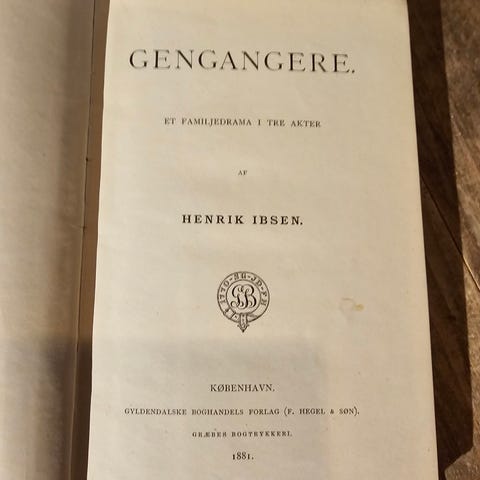 GENGANGERE.
ET FAMILJEDRAMA I TRE AKTER
AF
HENRIK IBSEN.
KØBENHAVN.
GYLDENDALSKE BOGHANDELS FORLAG (F. HEGEL & SØN).
GRÆBES BOGTRYKKERI.
1881.